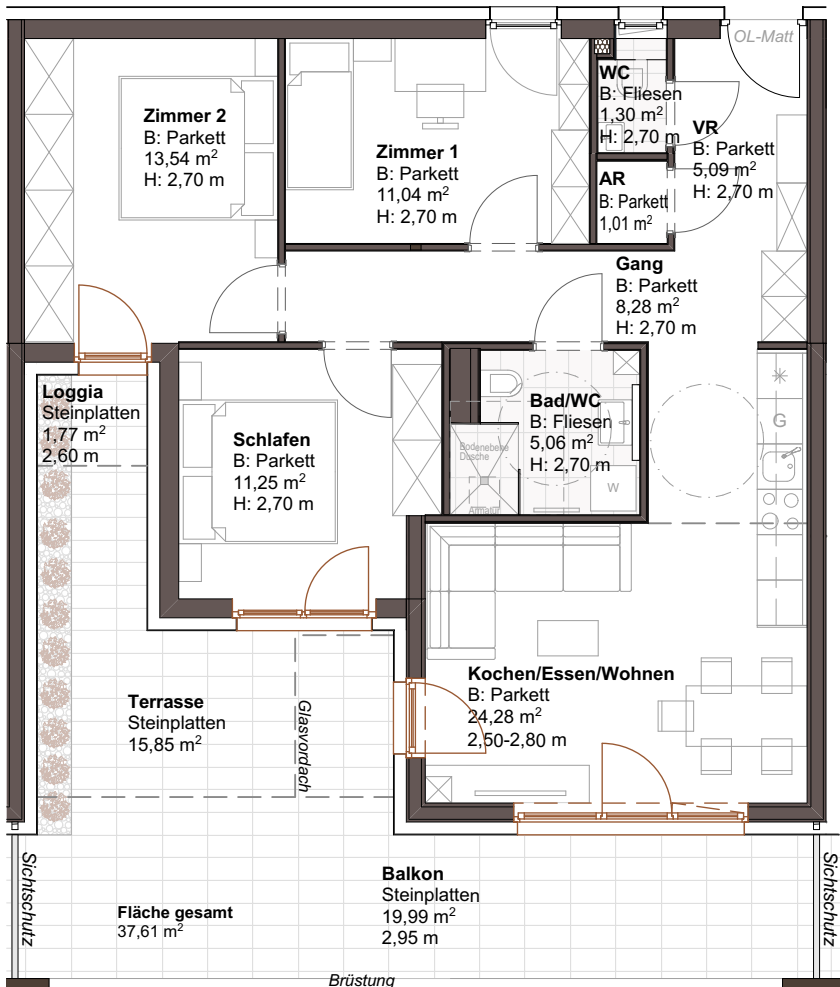 OL-Matt
Zimmer 2
B: Parkett
13,54 m²
H: 2,70 m
Zimmer 1
B: Parkett
11,04 m²
H: 2,70 m
WC
B: Fliesen
1,30 m²
H: 2,70 m
VR
B: Parkett
5,09 m²
H: 2,70 m
AR
B: Parkett
1,01 m²
Gang
B: Parkett
8,28 m²
H: 2,70 m
Loggia
Steinplatten
1,77 m²
2,60 m
Schlafen
B: Parkett
11,25 m²
H: 2,70 m
Bad/WC
B: Fliesen
5,06 m²
H: 2,70 m
Bodenebene
Dusche
Armatur
W
G
Kochen/Essen/Wohnen
B: Parkett
24,28 m²
2,50-2,80 m
Terrasse
Steinplatten
15,85 m²
Glasvordach
Sichtschutz
Balkon
Steinplatten
19,99 m²
2,95 m
Fläche gesamt
37,61 m²
Sichtschutz
Brüstung